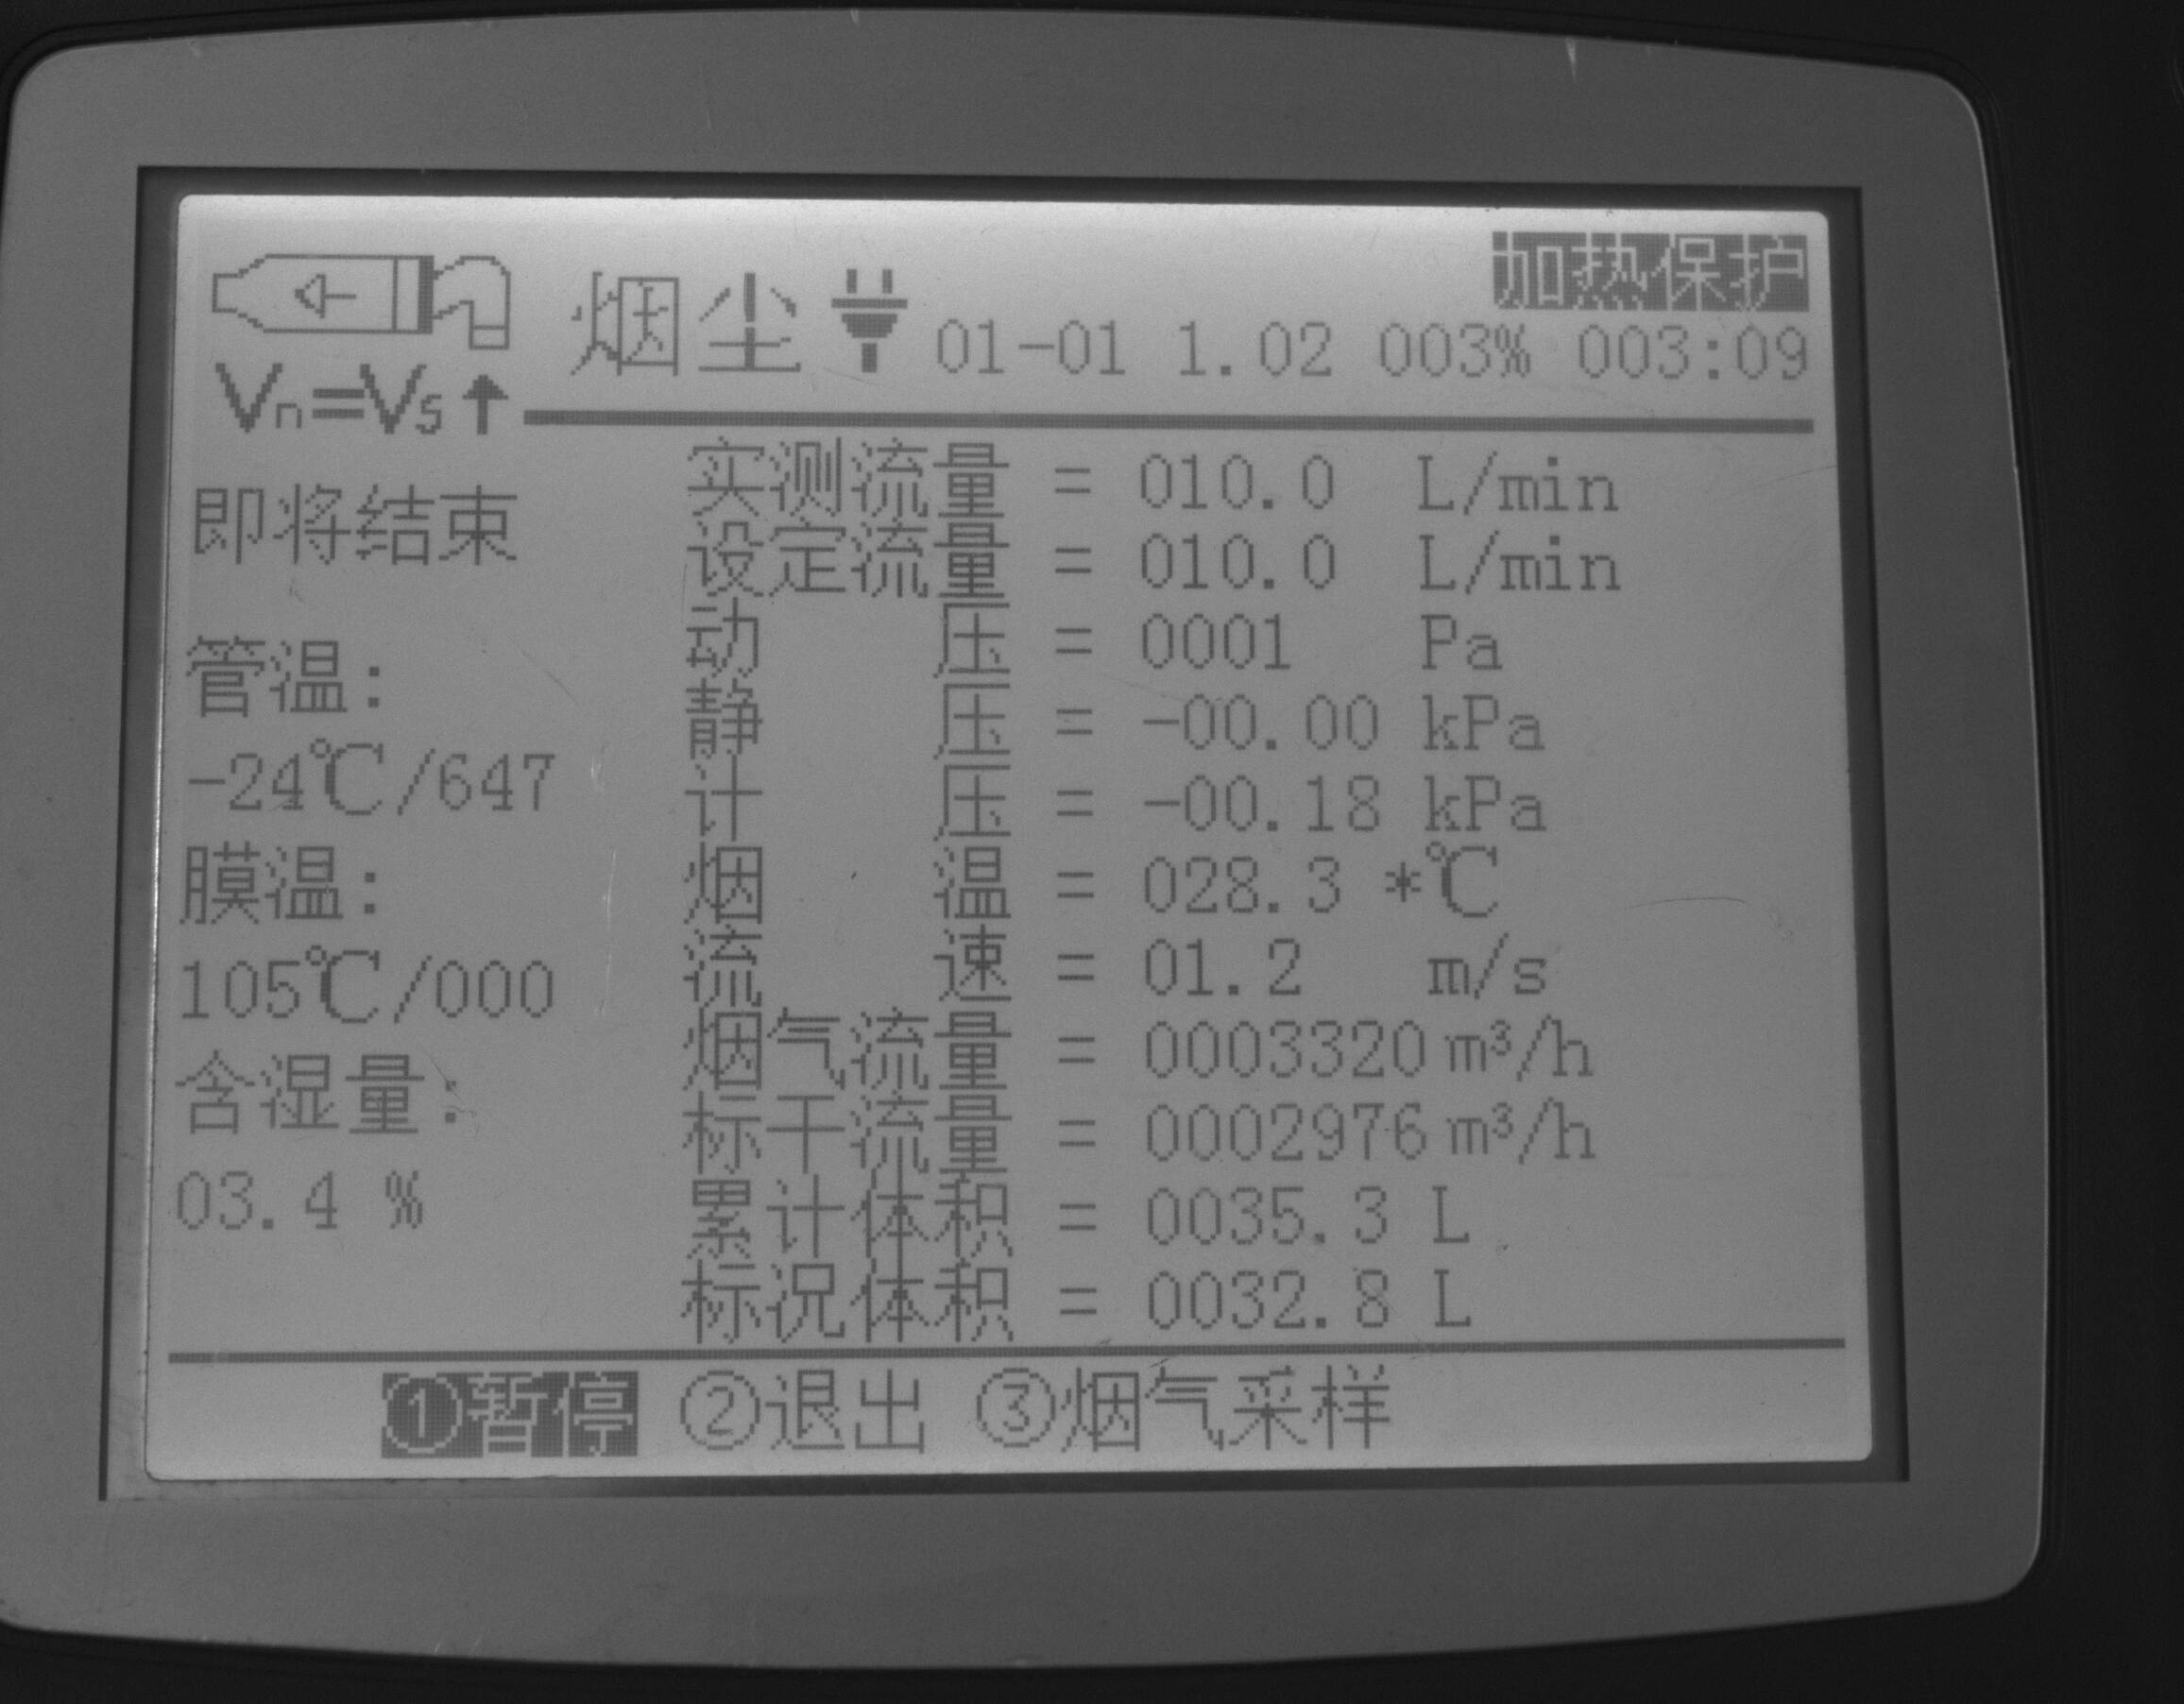 加热保护
烟尘 01-01 1.02 003% 003:09
Vn=Vs↑
即将结束
管温:
-24℃/647
膜温:
105℃/000
含湿量:
03.4 %
实测流量 = 010.0 L/min
设定流量 = 010.0 L/min
动压 = 0001 Pa
静压 = -00.00 kPa
计压 = -00.18 kPa
烟温 = 028.3 *℃
流速 = 01.2 m/s
烟气流量 = 0003320 m³/h
标干流量 = 0002976 m³/h
累计体积 = 0035.3 L
标况体积 = 0032.8 L
①暂停 ②退出 ③烟气采样